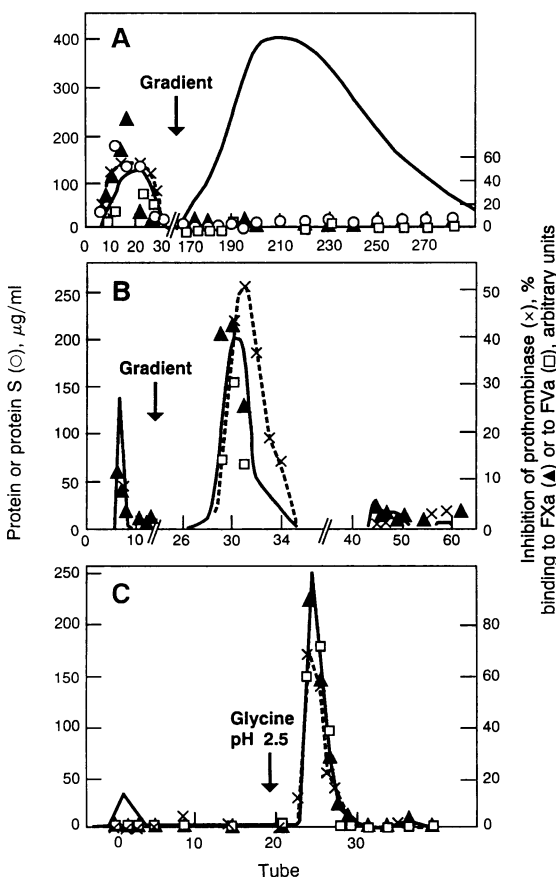 A
400
300
200
100
0
Gradient
60
40
20
0
0 10 20 30 170 190 210 230 250 270
B
250
200
150
100
50
0
Gradient
50
40
30
20
10
0
0 10 26 30 34 40 50 60
C
250
200
150
100
50
0
Glycine
pH 2.5
80
60
40
20
0
0 10 20 30
Tube
Protein or protein S (○), μg/ml
Inhibition of prothrombinase (×), %
binding to FXa (▲) or to FVa (□), arbitrary units